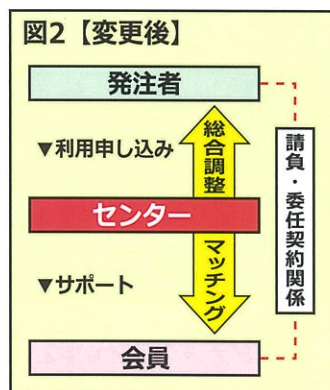 図2【変更後】
発注者
▼利用申し込み
総合調整
センター
マッチング
▼サポート
会員
請負・委任契約関係